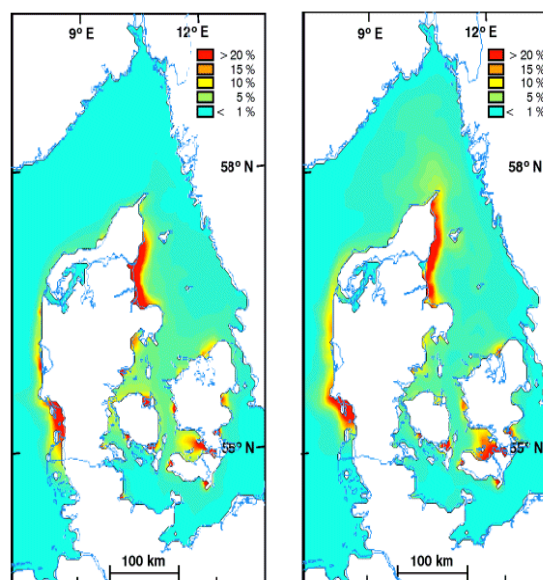 9° E
12° E
> 20 %
15 %
10 %
5 %
< 1 %
58° N
55° N
100 km
9° E
12° E
> 20 %
15 %
10 %
5 %
< 1 %
58° N
55° N
100 km